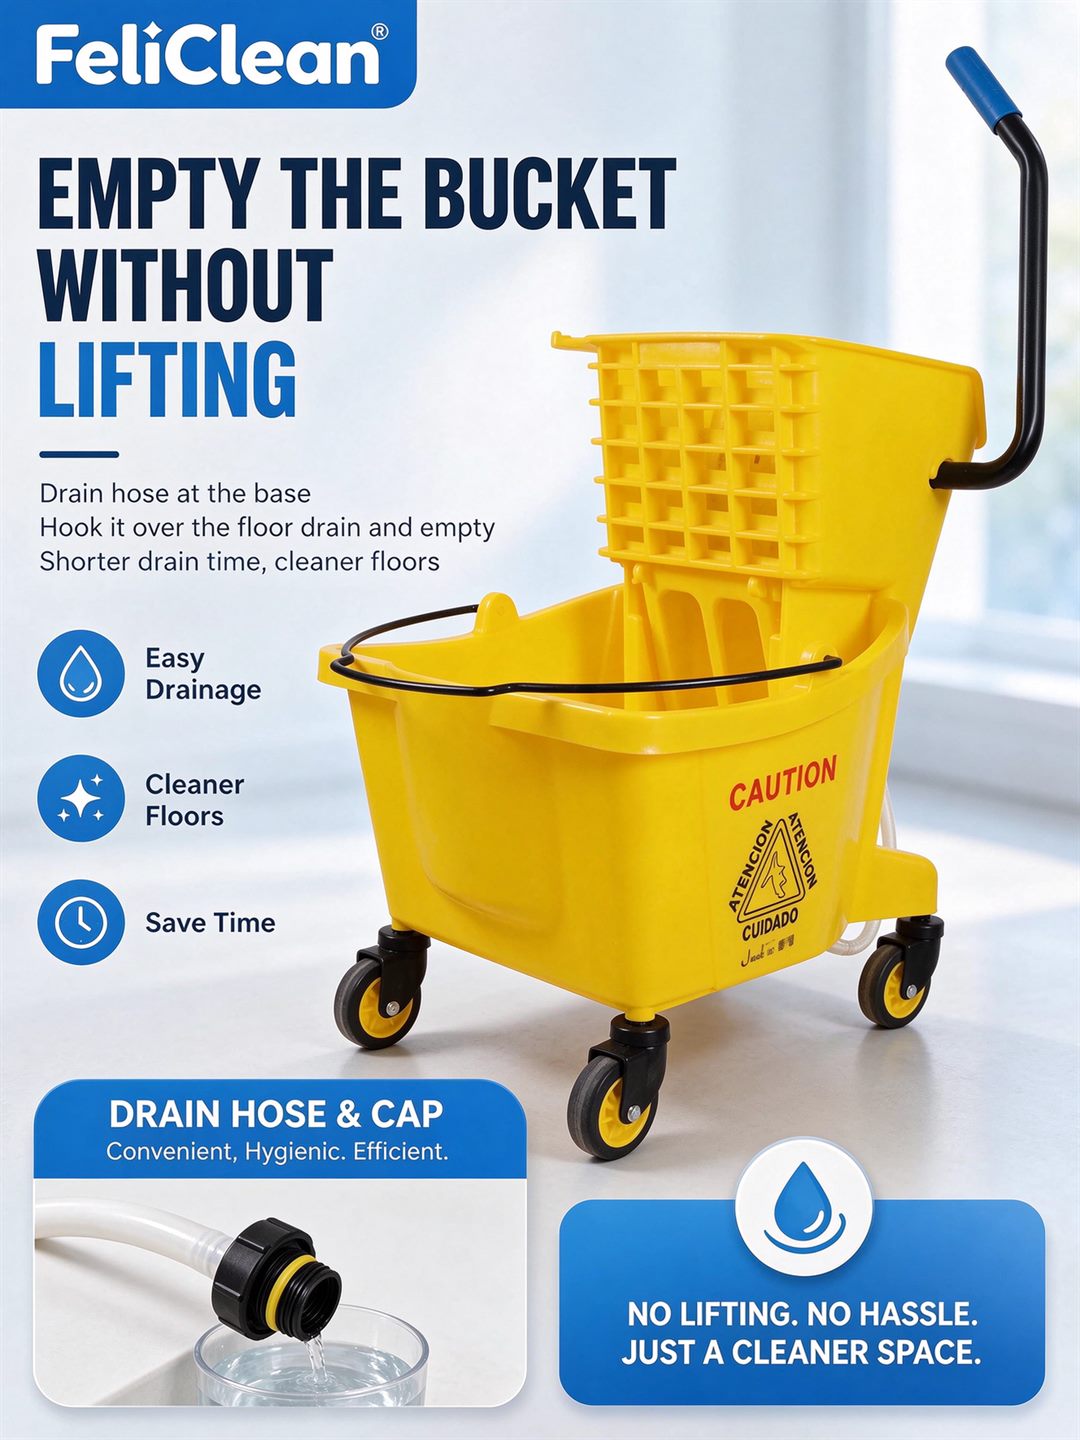 FeliClean®
EMPTY THE BUCKET
WITHOUT
LIFTING
Drain hose at the base
Hook it over the floor drain and empty
Shorter drain time, cleaner floors
Easy
Drainage
Cleaner
Floors
Save Time
CAUTION
ATENCION
ATENCION
CUIDADO
DRAIN HOSE & CAP
Convenient, Hygienic. Efficient.
NO LIFTING. NO HASSLE.
JUST A CLEANER SPACE.